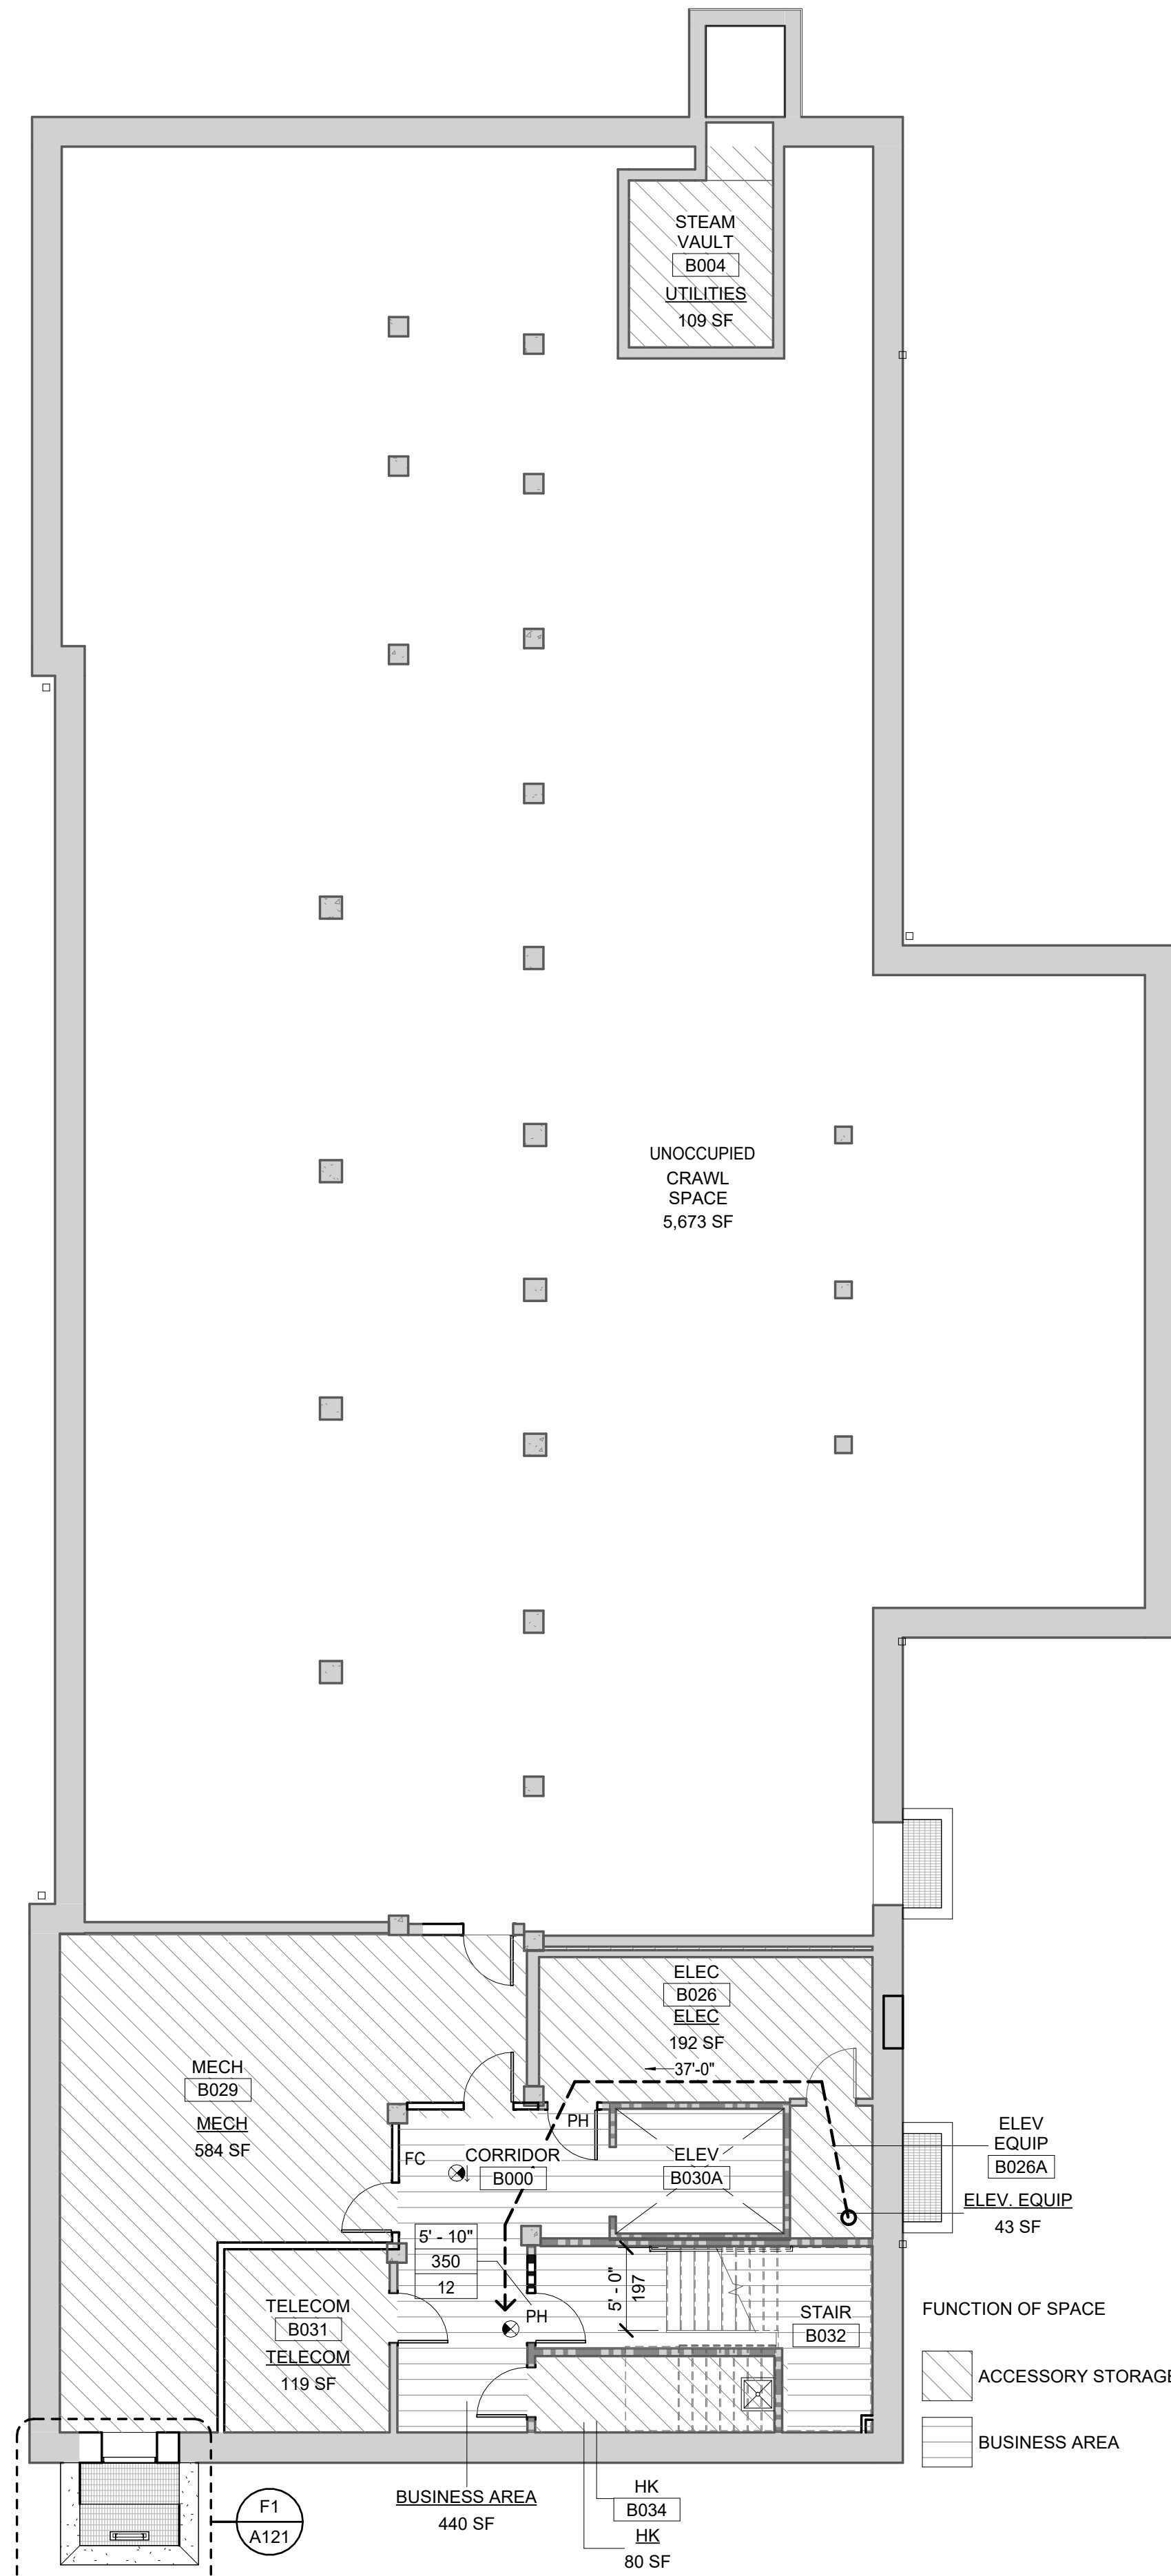 STEAM
VAULT
B004
UTILITIES
109 SF
UNOCCUPIED
CRAWL
SPACE
5,673 SF
ELEC
B026
ELEC
192 SF
37'-0"
MECH
B029
MECH
584 SF
PH
FC
CORRIDOR
B000
ELEV
B030A
ELEV
EQUIP
B026A
ELEV. EQUIP
43 SF
5' - 10"
350
12
PH
5' - 0"
197
STAIR
B032
TELECOM
B031
TELECOM
119 SF
FUNCTION OF SPACE
ACCESSORY STORAGE
BUSINESS AREA
BUSINESS AREA
440 SF
HK
B034
HK
80 SF
F1
A121